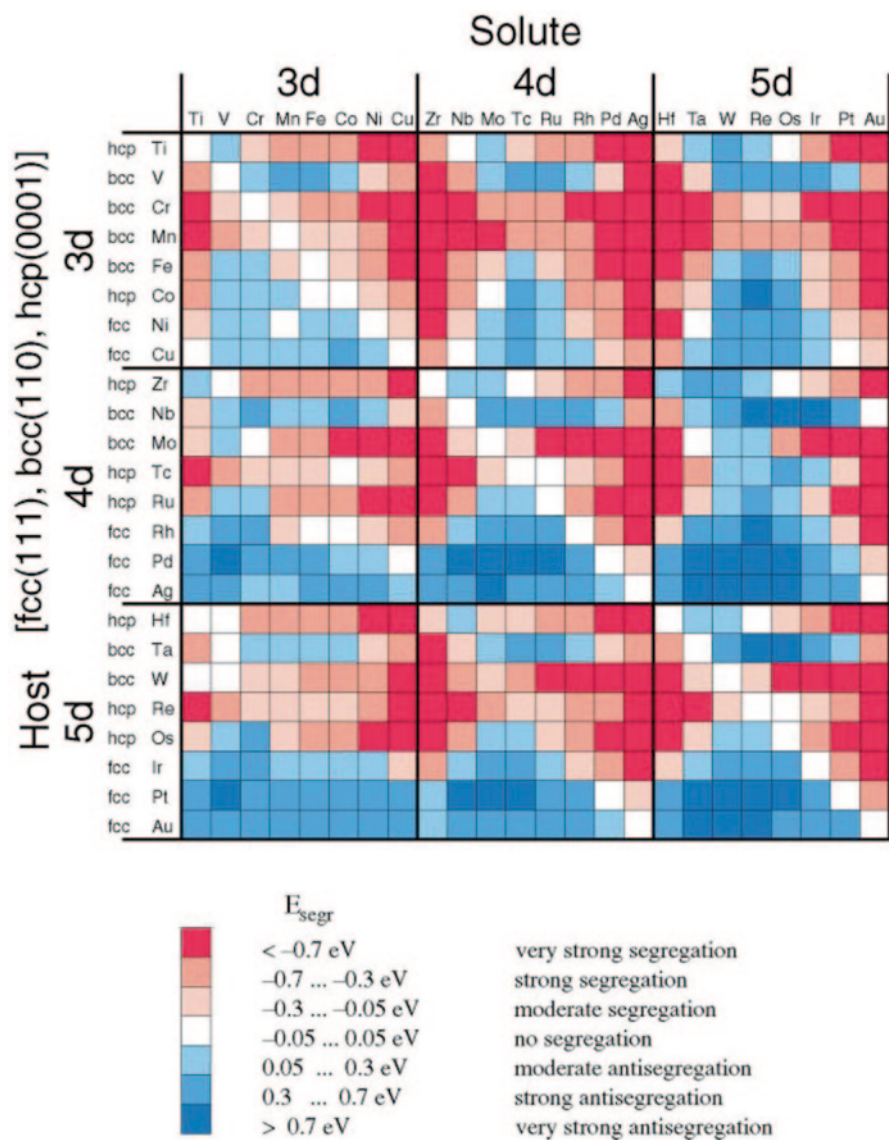 Solute
3d 4d 5d
Ti V Cr Mn Fe Co Ni Cu Zr Nb Mo Tc Ru Rh Pd Ag Hf Ta W Re Os Ir Pt Au
Host [fcc(111), bcc(110), hcp(0001)]
3d
hcp Ti
bcc V
bcc Cr
bcc Mn
bcc Fe
hcp Co
fcc Ni
fcc Cu
4d
hcp Zr
bcc Nb
bcc Mo
hcp Tc
hcp Ru
fcc Rh
fcc Pd
fcc Ag
5d
hcp Hf
bcc Ta
bcc W
hcp Re
hcp Os
fcc Ir
fcc Pt
fcc Au
Esegr
< –0.7 eV very strong segregation
–0.7 ... –0.3 eV strong segregation
–0.3 ... –0.05 eV moderate segregation
–0.05 ... 0.05 eV no segregation
0.05 ... 0.3 eV moderate antisegregation
0.3 ... 0.7 eV strong antisegregation
> 0.7 eV very strong antisegregation